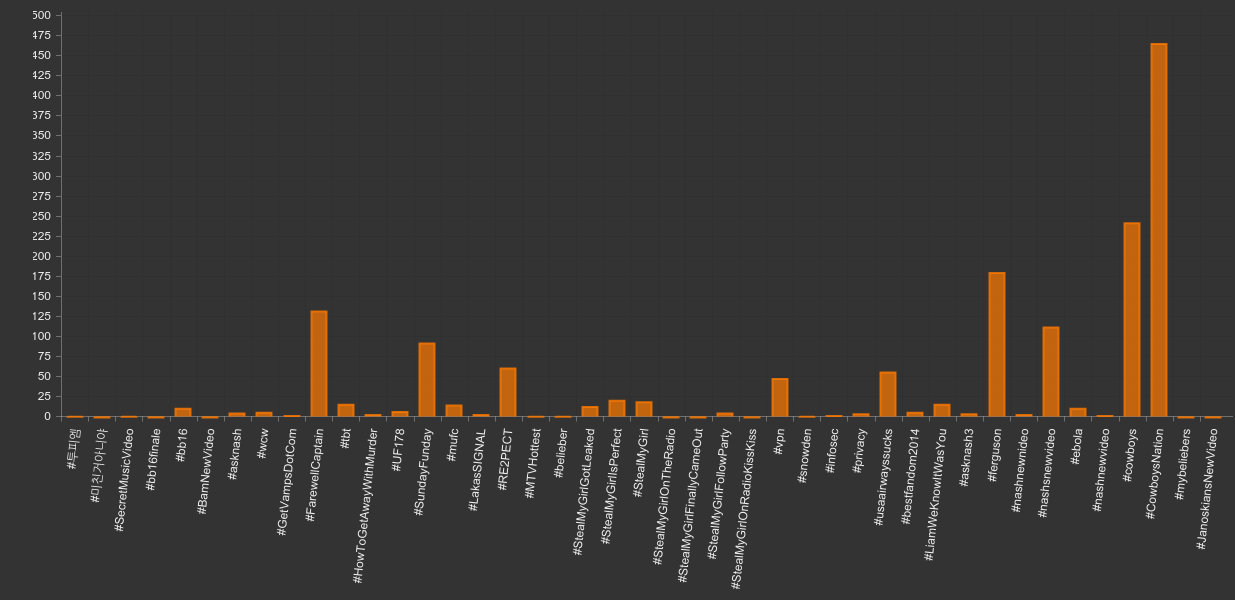 500
475
450
425
400
375
350
325
300
275
250
225
200
175
150
125
100
75
50
25
0
#투피엠
#미친거아니야
#SecretMusicVideo
#bb16finale
#bb16
#BamNewVideo
#asknash
#wcw
#GetVampsDotCom
#FarewellCaptain
#tbt
#HowToGetAwayWithMurder
#UF178
#SundayFunday
#mufc
#LakasSIGNAL
#RE2PECT
#MTVHottest
#belieber
#StealMyGirlGotLeaked
#StealMyGirlIsPerfect
#StealMyGirl
#StealMyGirlOnTheRadio
#StealMyGirlFinallyCameOut
#StealMyGirlFollowParty
#StealMyGirlOnRadioKissKiss
#vpn
#snowden
#infosec
#privacy
#usaairwayssucks
#bestfandom2014
#LiamWeKnowItWasYou
#asknash3
#ferguson
#nashnewnideo
#nashsnewvideo
#ebola
#nashnewvideo
#cowboys
#CowboysNation
#mybeliebers
#JanoskiansNewVideo